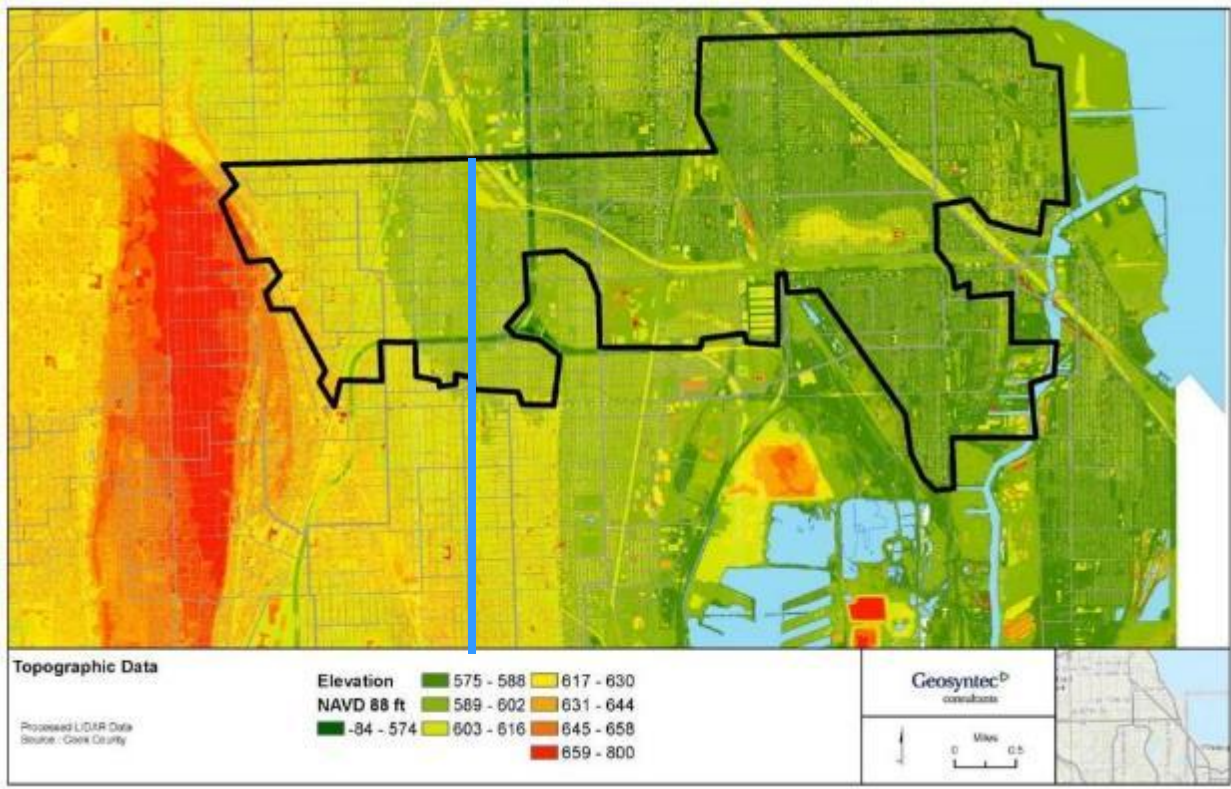 Topographic Data
Processed LIDAR Data
Source : Cook County
Elevation
NAVD 88 ft
-84 - 574
575 - 588
589 - 602
603 - 616
617 - 630
631 - 644
645 - 658
659 - 800
Geosyntec
consultants
Miles
0 0.5